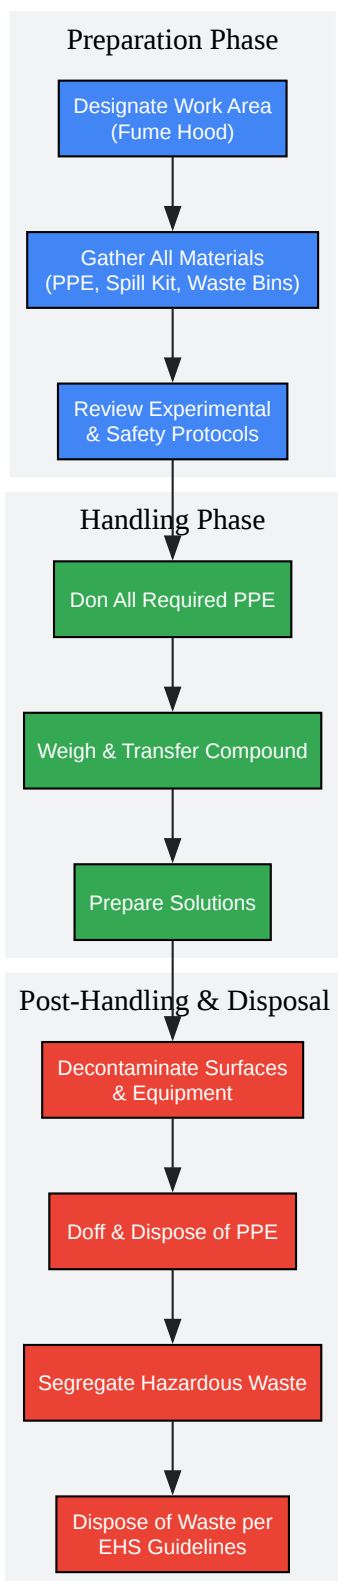 Preparation Phase
Designate Work Area
(Fume Hood)
Gather All Materials
(PPE, Spill Kit, Waste Bins)
Review Experimental
& Safety Protocols
Handling Phase
Don All Required PPE
Weigh & Transfer Compound
Prepare Solutions
Post-Handling & Disposal
Decontaminate Surfaces
& Equipment
Doff & Dispose of PPE
Segregate Hazardous Waste
Dispose of Waste per
EHS Guidelines